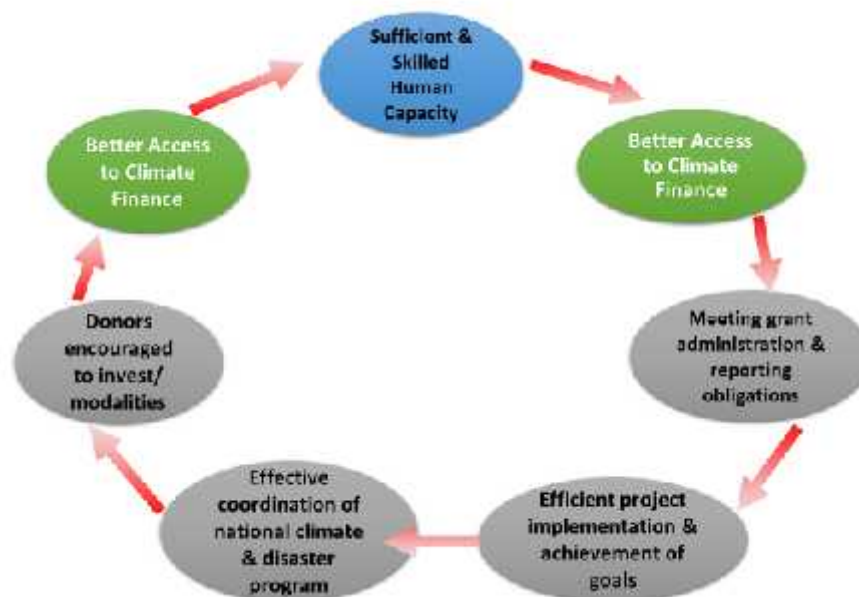 Sufficient &
Skilled
Human
Capacity
Better Access
to Climate
Finance
Meeting grant
administration &
reporting
obligations
Efficient project
implementation &
achievement of
goals
Effective
coordination of
national climate
& disaster
program
Donors
encouraged
to invest/
modalities
Better Access
to Climate
Finance